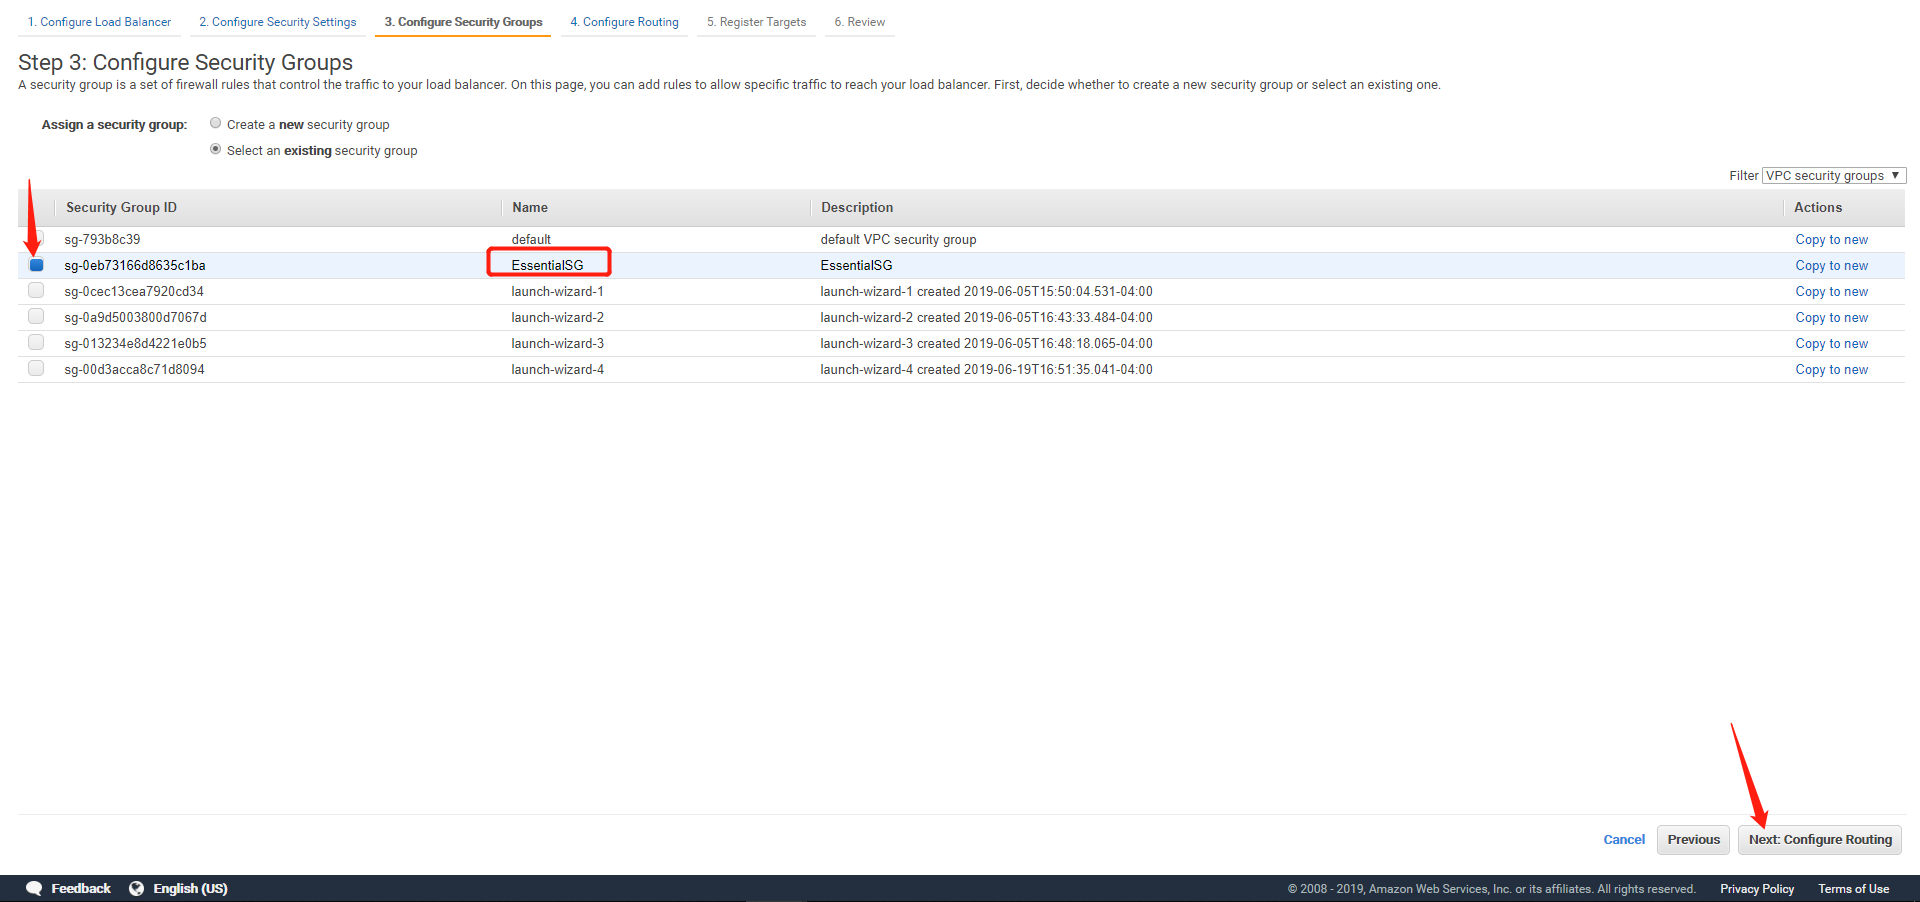 1. Configure Load Balancer 2. Configure Security Settings 3. Configure Security Groups 4. Configure Routing 5. Register Targets 6. Review
Step 3: Configure Security Groups
A security group is a set of firewall rules that control the traffic to your load balancer. On this page, you can add rules to allow specific traffic to reach your load balancer. First, decide whether to create a new security group or select an existing one.
Assign a security group: Create a new security group
Select an existing security group
Filter VPC security groups
Security Group ID Name Description Actions
sg-793b8c39 default default VPC security group Copy to new
sg-0eb73166d8635c1ba EssentialSG EssentialSG Copy to new
sg-0cec13cea7920cd34 launch-wizard-1 launch-wizard-1 created 2019-06-05T15:50:04.531-04:00 Copy to new
sg-0a9d5003800d7067d launch-wizard-2 launch-wizard-2 created 2019-06-05T16:43:33.484-04:00 Copy to new
sg-013234e8d4221e0b5 launch-wizard-3 launch-wizard-3 created 2019-06-05T16:48:18.065-04:00 Copy to new
sg-00d3acca8c71d8094 launch-wizard-4 launch-wizard-4 created 2019-06-19T16:51:35.041-04:00 Copy to new
Cancel Previous Next: Configure Routing
Feedback English (US) © 2008 - 2019, Amazon Web Services, Inc. or its affiliates. All rights reserved. Privacy Policy Terms of Use